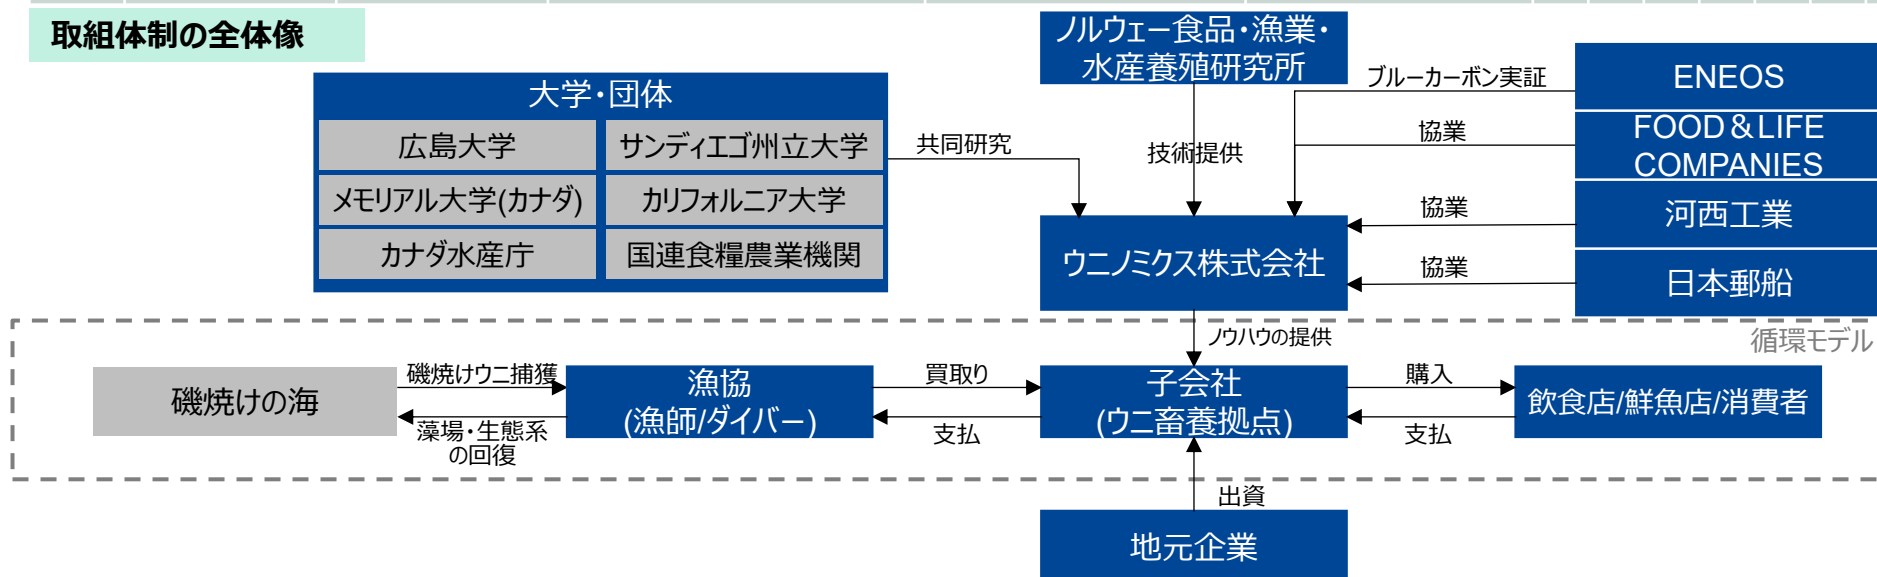 取組体制の全体像
ノルウェー食品・漁業・
水産養殖研究所
大学・団体
広島大学
サンディエゴ州立大学
メモリアル大学(カナダ)
カリフォルニア大学
カナダ水産庁
国連食糧農業機関
共同研究
技術提供
ブルーカーボン実証
ENEOS
協業
FOOD＆LIFE
COMPANIES
協業
河西工業
協業
日本郵船
ウニノミクス株式会社
ノウハウの提供
循環モデル
磯焼けの海
磯焼けウニ捕獲
藻場・生態系
の回復
漁協
(漁師/ダイバー)
買取り
支払
子会社
(ウニ畜養拠点)
購入
支払
飲食店/鮮魚店/消費者
出資
地元企業